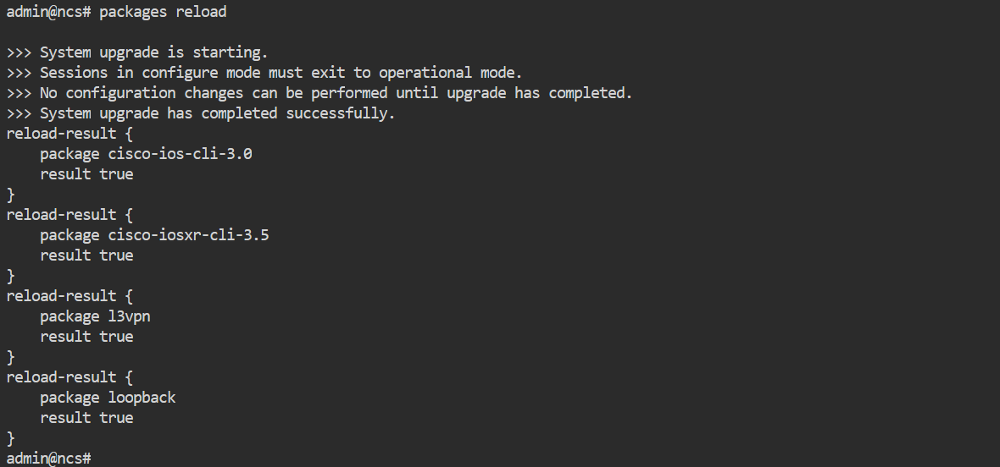 admin@ncs# packages reload
>>> System upgrade is starting.
>>> Sessions in configure mode must exit to operational mode.
>>> No configuration changes can be performed until upgrade has completed.
>>> System upgrade has completed successfully.
reload-result {
    package cisco-ios-cli-3.0
    result true
}
reload-result {
    package cisco-iosxr-cli-3.5
    result true
}
reload-result {
    package l3vpn
    result true
}
reload-result {
    package loopback
    result true
}
admin@ncs#